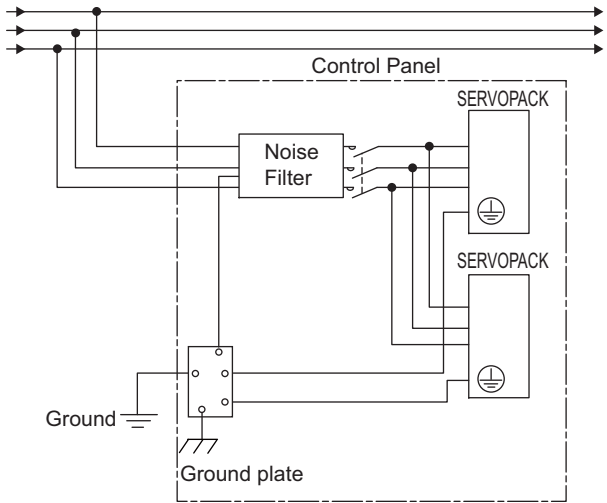 Control Panel
SERVOPACK
Noise
Filter
SERVOPACK
Ground
Ground plate